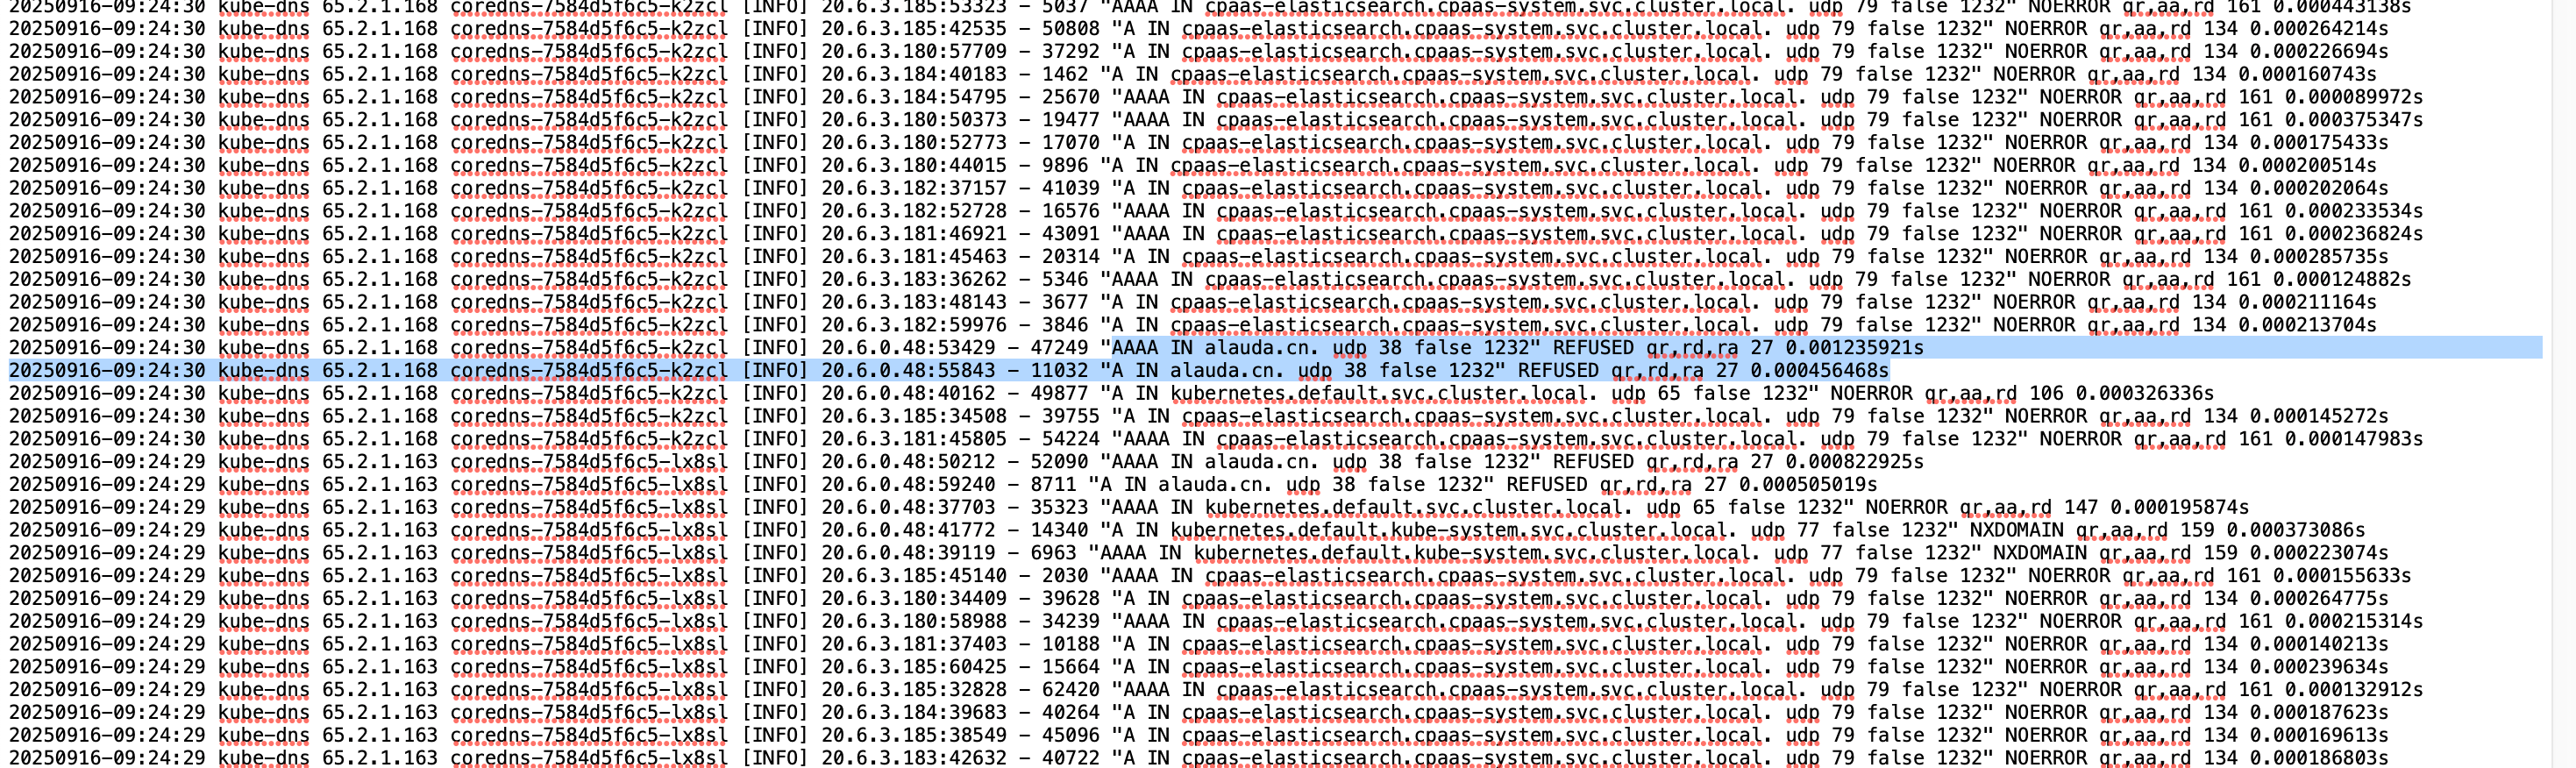 20250916-09:24:30 kube-dns 65.2.1.168 coredns-7584d5f6c5-k2zcl [INFO] 20.6.3.185:53323 - 5037 "AAAA IN cpaas-elasticsearch.cpaas-system.svc.cluster.local. udp 79 false 1232" NOERROR qr,aa,rd 161 0.000443138s
20250916-09:24:30 kube-dns 65.2.1.168 coredns-7584d5f6c5-k2zcl [INFO] 20.6.3.185:42535 - 50808 "A IN cpaas-elasticsearch.cpaas-system.svc.cluster.local. udp 79 false 1232" NOERROR qr,aa,rd 134 0.000264214s
20250916-09:24:30 kube-dns 65.2.1.168 coredns-7584d5f6c5-k2zcl [INFO] 20.6.3.180:57709 - 37292 "A IN cpaas-elasticsearch.cpaas-system.svc.cluster.local. udp 79 false 1232" NOERROR qr,aa,rd 134 0.000226694s
20250916-09:24:30 kube-dns 65.2.1.168 coredns-7584d5f6c5-k2zcl [INFO] 20.6.3.184:40183 - 1462 "A IN cpaas-elasticsearch.cpaas-system.svc.cluster.local. udp 79 false 1232" NOERROR qr,aa,rd 134 0.000160743s
20250916-09:24:30 kube-dns 65.2.1.168 coredns-7584d5f6c5-k2zcl [INFO] 20.6.3.184:54795 - 25670 "AAAA IN cpaas-elasticsearch.cpaas-system.svc.cluster.local. udp 79 false 1232" NOERROR qr,aa,rd 161 0.000089972s
20250916-09:24:30 kube-dns 65.2.1.168 coredns-7584d5f6c5-k2zcl [INFO] 20.6.3.180:50373 - 19477 "AAAA IN cpaas-elasticsearch.cpaas-system.svc.cluster.local. udp 79 false 1232" NOERROR qr,aa,rd 161 0.000375347s
20250916-09:24:30 kube-dns 65.2.1.168 coredns-7584d5f6c5-k2zcl [INFO] 20.6.3.180:52773 - 17070 "A IN cpaas-elasticsearch.cpaas-system.svc.cluster.local. udp 79 false 1232" NOERROR qr,aa,rd 134 0.000175433s
20250916-09:24:30 kube-dns 65.2.1.168 coredns-7584d5f6c5-k2zcl [INFO] 20.6.3.180:44015 - 9896 "A IN cpaas-elasticsearch.cpaas-system.svc.cluster.local. udp 79 false 1232" NOERROR qr,aa,rd 134 0.000200514s
20250916-09:24:30 kube-dns 65.2.1.168 coredns-7584d5f6c5-k2zcl [INFO] 20.6.3.182:37157 - 41039 "A IN cpaas-elasticsearch.cpaas-system.svc.cluster.local. udp 79 false 1232" NOERROR qr,aa,rd 134 0.000202064s
20250916-09:24:30 kube-dns 65.2.1.168 coredns-7584d5f6c5-k2zcl [INFO] 20.6.3.182:52728 - 16576 "AAAA IN cpaas-elasticsearch.cpaas-system.svc.cluster.local. udp 79 false 1232" NOERROR qr,aa,rd 161 0.000233534s
20250916-09:24:30 kube-dns 65.2.1.168 coredns-7584d5f6c5-k2zcl [INFO] 20.6.3.181:46921 - 43091 "AAAA IN cpaas-elasticsearch.cpaas-system.svc.cluster.local. udp 79 false 1232" NOERROR qr,aa,rd 161 0.000236824s
20250916-09:24:30 kube-dns 65.2.1.168 coredns-7584d5f6c5-k2zcl [INFO] 20.6.3.181:45463 - 20314 "A IN cpaas-elasticsearch.cpaas-system.svc.cluster.local. udp 79 false 1232" NOERROR qr,aa,rd 134 0.000285735s
20250916-09:24:30 kube-dns 65.2.1.168 coredns-7584d5f6c5-k2zcl [INFO] 20.6.3.183:36262 - 5346 "AAAA IN cpaas-elasticsearch.cpaas-system.svc.cluster.local. udp 79 false 1232" NOERROR qr,aa,rd 161 0.000124882s
20250916-09:24:30 kube-dns 65.2.1.168 coredns-7584d5f6c5-k2zcl [INFO] 20.6.3.183:48143 - 3677 "A IN cpaas-elasticsearch.cpaas-system.svc.cluster.local. udp 79 false 1232" NOERROR qr,aa,rd 134 0.000211164s
20250916-09:24:30 kube-dns 65.2.1.168 coredns-7584d5f6c5-k2zcl [INFO] 20.6.3.182:59976 - 3846 "A IN cpaas-elasticsearch.cpaas-system.svc.cluster.local. udp 79 false 1232" NOERROR qr,aa,rd 134 0.000213704s
20250916-09:24:30 kube-dns 65.2.1.168 coredns-7584d5f6c5-k2zcl [INFO] 20.6.0.48:53429 - 47249 "AAAA IN alauda.cn. udp 38 false 1232" REFUSED qr,rd,ra 27 0.001235921s
20250916-09:24:30 kube-dns 65.2.1.168 coredns-7584d5f6c5-k2zcl [INFO] 20.6.0.48:55843 - 11032 "A IN alauda.cn. udp 38 false 1232" REFUSED qr,rd,ra 27 0.000456468s
20250916-09:24:30 kube-dns 65.2.1.168 coredns-7584d5f6c5-k2zcl [INFO] 20.6.0.48:40162 - 49877 "A IN kubernetes.default.svc.cluster.local. udp 65 false 1232" NOERROR qr,aa,rd 106 0.000326336s
20250916-09:24:30 kube-dns 65.2.1.168 coredns-7584d5f6c5-k2zcl [INFO] 20.6.3.185:34508 - 39755 "A IN cpaas-elasticsearch.cpaas-system.svc.cluster.local. udp 79 false 1232" NOERROR qr,aa,rd 134 0.000145272s
20250916-09:24:30 kube-dns 65.2.1.168 coredns-7584d5f6c5-k2zcl [INFO] 20.6.3.181:45805 - 54224 "AAAA IN cpaas-elasticsearch.cpaas-system.svc.cluster.local. udp 79 false 1232" NOERROR qr,aa,rd 161 0.000147983s
20250916-09:24:29 kube-dns 65.2.1.163 coredns-7584d5f6c5-lx8sl [INFO] 20.6.0.48:50212 - 52090 "AAAA IN alauda.cn. udp 38 false 1232" REFUSED qr,rd,ra 27 0.000822925s
20250916-09:24:29 kube-dns 65.2.1.163 coredns-7584d5f6c5-lx8sl [INFO] 20.6.0.48:59240 - 8711 "A IN alauda.cn. udp 38 false 1232" REFUSED qr,rd,ra 27 0.000505019s
20250916-09:24:29 kube-dns 65.2.1.163 coredns-7584d5f6c5-lx8sl [INFO] 20.6.0.48:37703 - 35323 "AAAA IN kubernetes.default.svc.cluster.local. udp 65 false 1232" NOERROR qr,aa,rd 147 0.000195874s
20250916-09:24:29 kube-dns 65.2.1.163 coredns-7584d5f6c5-lx8sl [INFO] 20.6.0.48:41772 - 14340 "A IN kubernetes.default.kube-system.svc.cluster.local. udp 77 false 1232" NXDOMAIN qr,aa,rd 159 0.000373086s
20250916-09:24:29 kube-dns 65.2.1.163 coredns-7584d5f6c5-lx8sl [INFO] 20.6.0.48:39119 - 6963 "AAAA IN kubernetes.default.kube-system.svc.cluster.local. udp 77 false 1232" NXDOMAIN qr,aa,rd 159 0.000223074s
20250916-09:24:29 kube-dns 65.2.1.163 coredns-7584d5f6c5-lx8sl [INFO] 20.6.3.185:45140 - 2030 "AAAA IN cpaas-elasticsearch.cpaas-system.svc.cluster.local. udp 79 false 1232" NOERROR qr,aa,rd 161 0.000155633s
20250916-09:24:29 kube-dns 65.2.1.163 coredns-7584d5f6c5-lx8sl [INFO] 20.6.3.180:34409 - 39628 "A IN cpaas-elasticsearch.cpaas-system.svc.cluster.local. udp 79 false 1232" NOERROR qr,aa,rd 134 0.000264775s
20250916-09:24:29 kube-dns 65.2.1.163 coredns-7584d5f6c5-lx8sl [INFO] 20.6.3.180:58988 - 34239 "AAAA IN cpaas-elasticsearch.cpaas-system.svc.cluster.local. udp 79 false 1232" NOERROR qr,aa,rd 161 0.000215314s
20250916-09:24:29 kube-dns 65.2.1.163 coredns-7584d5f6c5-lx8sl [INFO] 20.6.3.181:37403 - 10188 "A IN cpaas-elasticsearch.cpaas-system.svc.cluster.local. udp 79 false 1232" NOERROR qr,aa,rd 134 0.000140213s
20250916-09:24:29 kube-dns 65.2.1.163 coredns-7584d5f6c5-lx8sl [INFO] 20.6.3.185:60425 - 15664 "A IN cpaas-elasticsearch.cpaas-system.svc.cluster.local. udp 79 false 1232" NOERROR qr,aa,rd 134 0.000239634s
20250916-09:24:29 kube-dns 65.2.1.163 coredns-7584d5f6c5-lx8sl [INFO] 20.6.3.185:32828 - 62420 "AAAA IN cpaas-elasticsearch.cpaas-system.svc.cluster.local. udp 79 false 1232" NOERROR qr,aa,rd 161 0.000132912s
20250916-09:24:29 kube-dns 65.2.1.163 coredns-7584d5f6c5-lx8sl [INFO] 20.6.3.184:39683 - 40264 "A IN cpaas-elasticsearch.cpaas-system.svc.cluster.local. udp 79 false 1232" NOERROR qr,aa,rd 134 0.000187623s
20250916-09:24:29 kube-dns 65.2.1.163 coredns-7584d5f6c5-lx8sl [INFO] 20.6.3.185:38549 - 45096 "A IN cpaas-elasticsearch.cpaas-system.svc.cluster.local. udp 79 false 1232" NOERROR qr,aa,rd 134 0.000169613s
20250916-09:24:29 kube-dns 65.2.1.163 coredns-7584d5f6c5-lx8sl [INFO] 20.6.3.183:42632 - 40722 "A IN cpaas-elasticsearch.cpaas-system.svc.cluster.local. udp 79 false 1232" NOERROR qr,aa,rd 134 0.000186803s